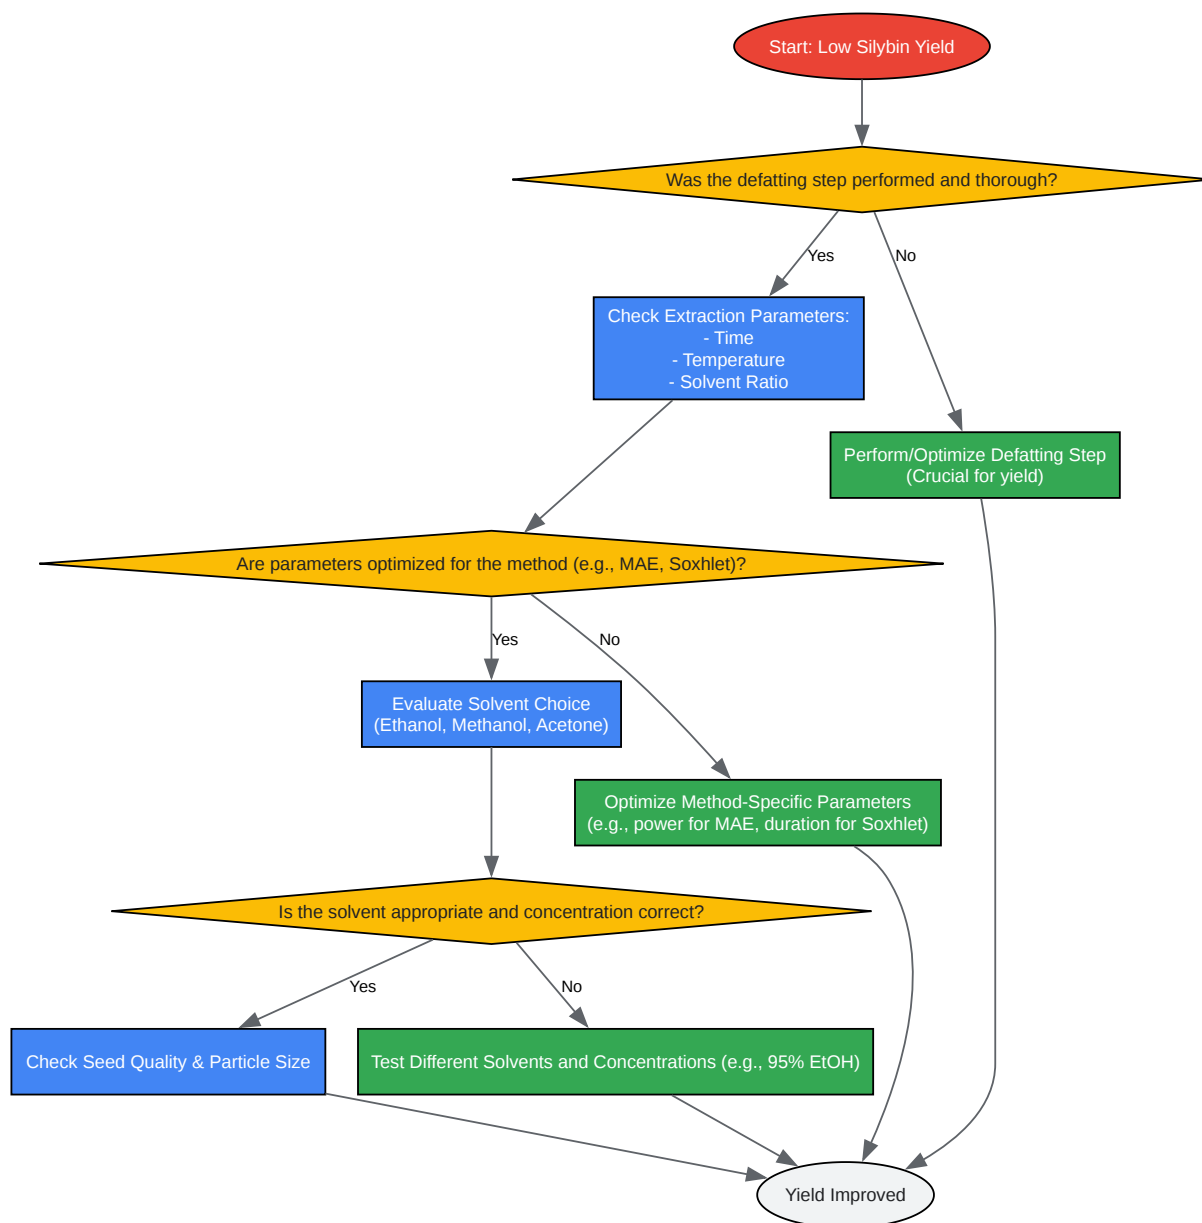 Start: Low Silybin Yield
Was the defatting step performed and thorough?
Yes
No
Check Extraction Parameters:
- Time
- Temperature
- Solvent Ratio
Perform/Optimize Defatting Step
(Crucial for yield)
Are parameters optimized for the method (e.g., MAE, Soxhlet)?
Yes
No
Evaluate Solvent Choice
(Ethanol, Methanol, Acetone)
Optimize Method-Specific Parameters
(e.g., power for MAE, duration for Soxhlet)
Is the solvent appropriate and concentration correct?
Yes
No
Check Seed Quality & Particle Size
Test Different Solvents and Concentrations (e.g., 95% EtOH)
Yield Improved